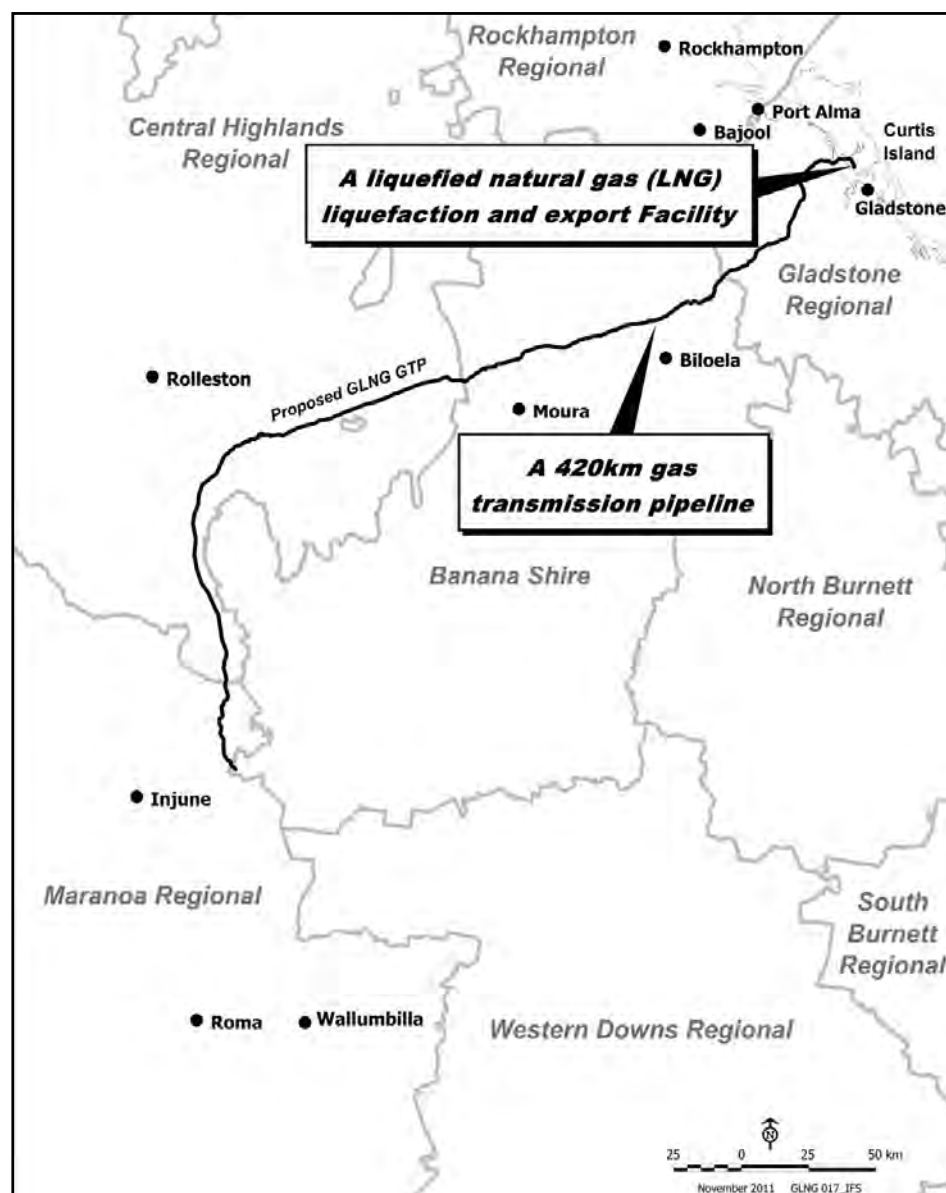 Rockhampton
Regional
Rockhampton
Port Alma
Bajool
Curtis
Island
Central Highlands
Regional
A liquefied natural gas (LNG)
liquefaction and export Facility
Gladstone
Gladstone
Regional
Rolleston
Proposed GLNG GTP
Biloela
Moura
A 420km gas
transmission pipeline
Banana Shire
North Burnett
Regional
Injune
Maranoa Regional
South
Burnett
Regional
Roma
Wallumbilla
Western Downs Regional
N
25 0 25 50 km
November 2011 GLNG 017_IFS